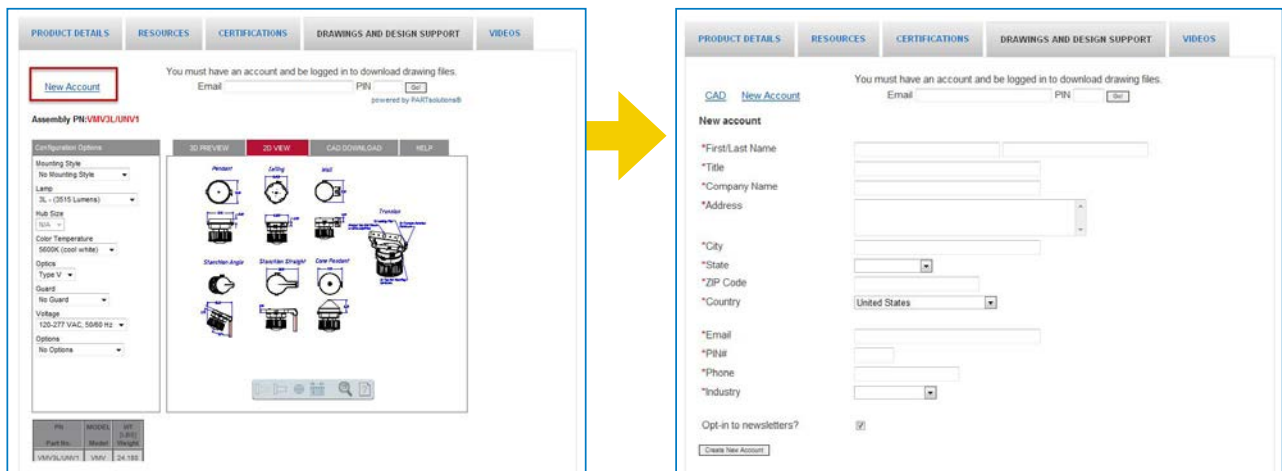 PRODUCT DETAILS RESOURCES CERTIFICATIONS DRAWINGS AND DESIGN SUPPORT VIDEOS
You must have an account and be logged in to download drawing files.
New Account Email PIN Go!
powered by PARTsolutions®
Assembly PN:VMV3L/UNV1
Configuration Options
Mounting Style
No Mounting Style
Lamp
3L - (3515 Lumens)
Hub Size
N/A
Color Temperature
5600K (cool white)
Optics
Type V
Guard
No Guard
Voltage
120-277 VAC, 50/60 Hz
Options
No Options
3D PREVIEW 2D VIEW CAD DOWNLOAD HELP
Pendant Ceiling Wall
Trunnion
Stanchion Angle Stanchion Straight Cone Pendant
PN MODEL WT
[LBS]
Part No. Model Weight
VMV3L/UNV1 VMV 24.180
PRODUCT DETAILS RESOURCES CERTIFICATIONS DRAWINGS AND DESIGN SUPPORT VIDEOS
You must have an account and be logged in to download drawing files.
CAD New Account Email PIN Go!
New account
*First/Last Name
*Title
*Company Name
*Address
*City
*State
*ZIP Code
*Country United States
*Email
*PIN#
*Phone
*Industry
Opt-in to newsletters?
Create New Account